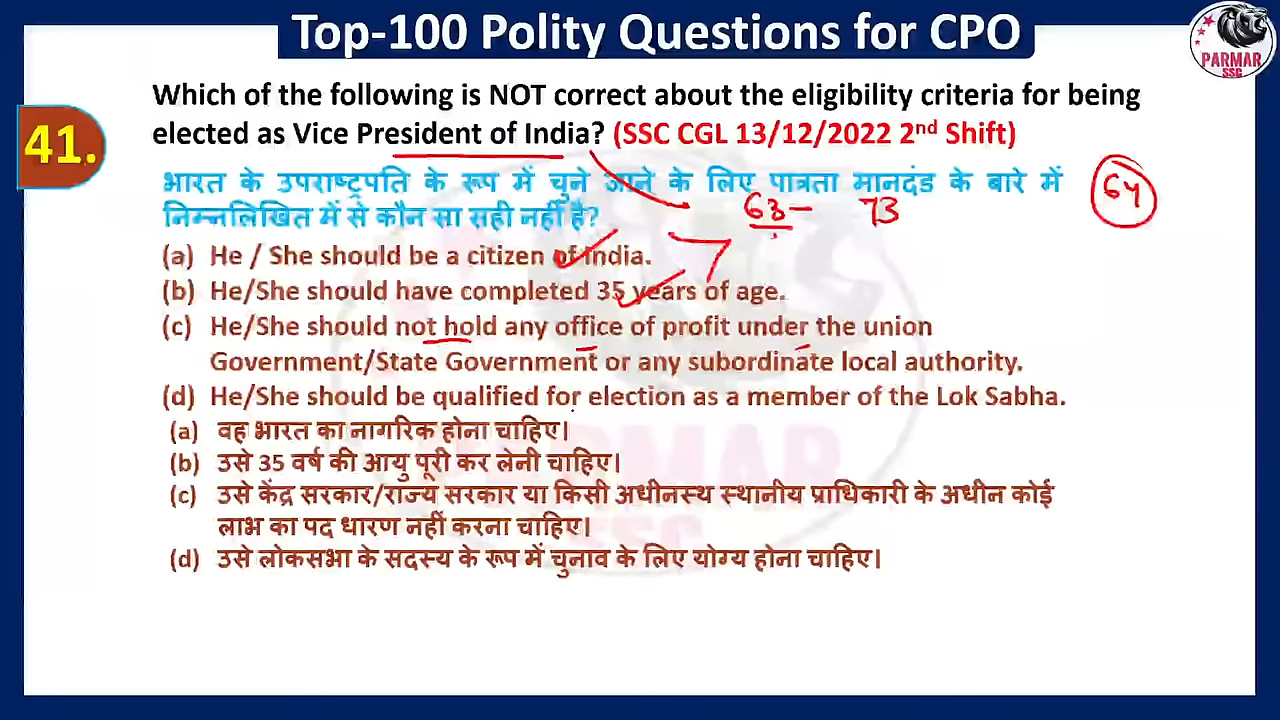 Top-100 Polity Questions for CPO
PARMAR
SSC
41.
Which of the following is NOT correct about the eligibility criteria for being
elected as Vice President of India? (SSC CGL 13/12/2022 2nd Shift)
भारत के उपराष्ट्रपति के रूप में चुने जाने के लिए पात्रता मानदंड के बारे में
निम्नलिखित में से कौन सा सही नहीं है?
63- 73
64
(a) He / She should be a citizen of India.
(b) He/She should have completed 35 years of age.
(c) He/She should not hold any office of profit under the union
Government/State Government or any subordinate local authority.
(d) He/She should be qualified for election as a member of the Lok Sabha.
(a) वह भारत का नागरिक होना चाहिए।
(b) उसे 35 वर्ष की आयु पूरी कर लेनी चाहिए।
(c) उसे केंद्र सरकार/राज्य सरकार या किसी अधीनस्थ स्थानीय प्राधिकारी के अधीन कोई
लाभ का पद धारण नहीं करना चाहिए।
(d) उसे लोकसभा के सदस्य के रूप में चुनाव के लिए योग्य होना चाहिए।
PARMAR
SSC